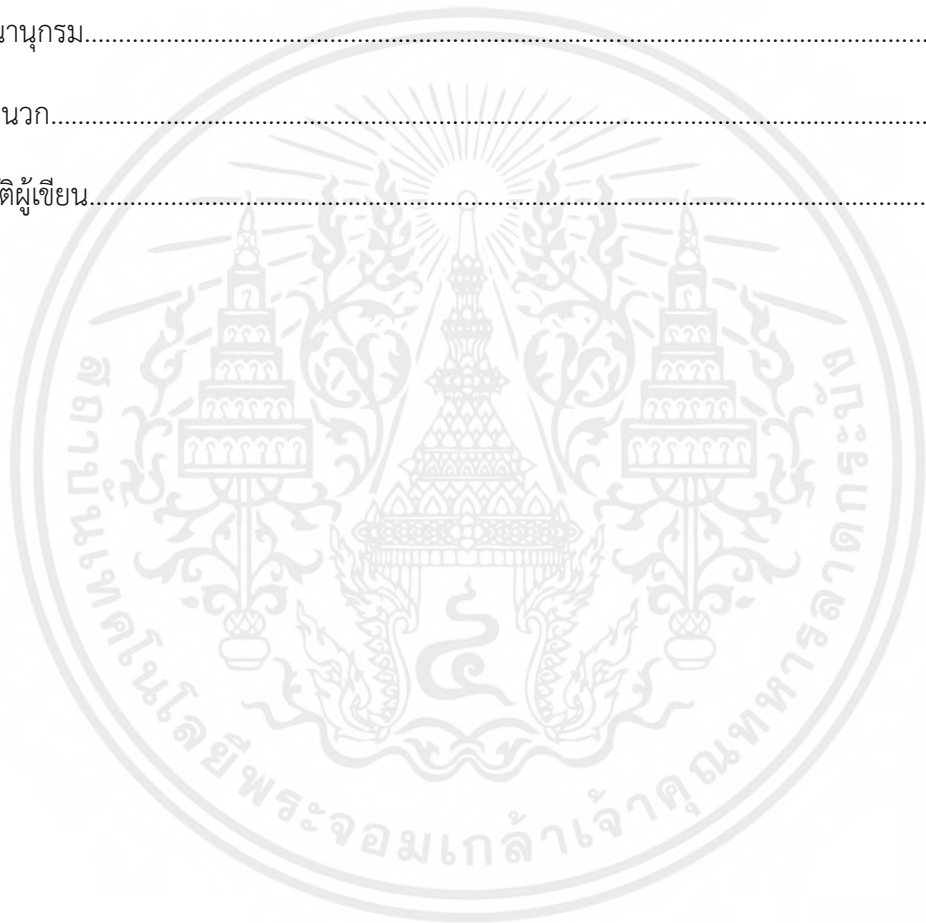 นานุกรม..........................................................................................................................................
นวก..........................................................................................................................................
ติผู้เขียน..........................................................................................................................................
สถาบันเทคโนโลยีพระจอมเกล้าเจ้าคุณทหารลาดกระบัง
๔